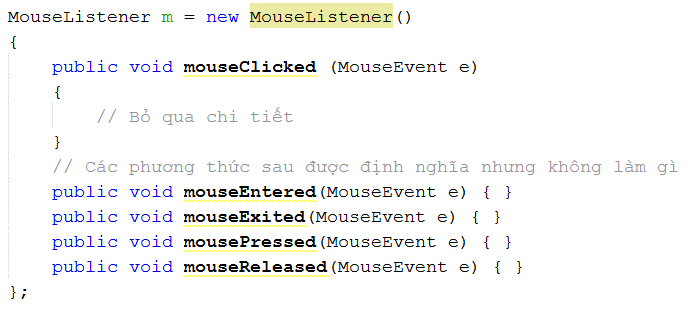 MouseListener m = new MouseListener()
{
public void mouseClicked (MouseEvent e)
{
// Bỏ qua chi tiết
}
// Các phương thức sau được định nghĩa nhưng không làm gì
public void mouseEntered(MouseEvent e) { }
public void mouseExited(MouseEvent e) { }
public void mousePressed(MouseEvent e) { }
public void mouseReleased(MouseEvent e) { }
};